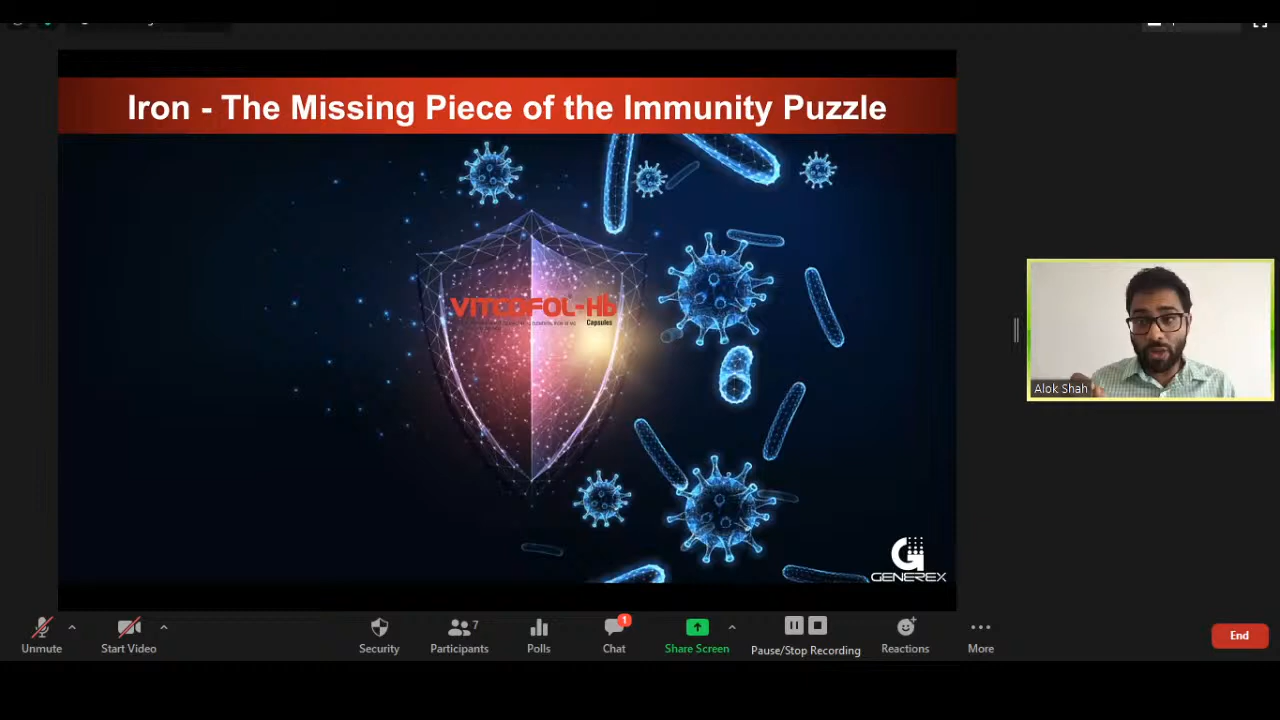 Iron - The Missing Piece of the Immunity Puzzle
VITCOFOL-Hb
Capsules
Alok Shah
GENEREX
7
1
Unmute
Start Video
Security
Participants
Polls
Chat
Share Screen
Pause/Stop Recording
Reactions
More
End